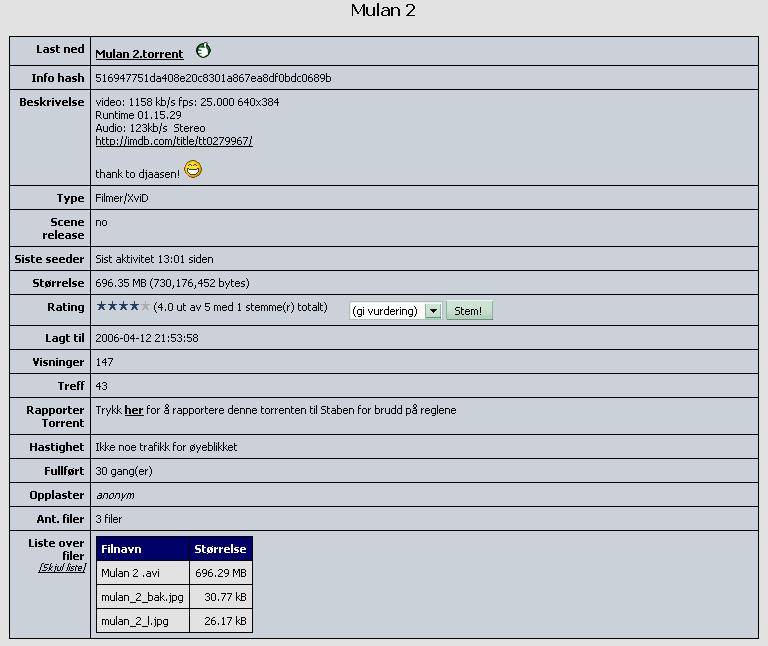 Mulan 2
Last ned Mulan 2.torrent
Info hash 516947751da408e20c8301a867ea8df0bdc0689b
Beskrivelse video: 1158 kb/s fps: 25.000 640x384
Runtime 01.15.29
Audio: 123kb/s Stereo
http://imdb.com/title/tt0279967/
thank to djaasen!
Type Filmer/XviD
Scene no
release
Siste seeder Sist aktivitet 13:01 siden
Størrelse 696.35 MB (730,176,452 bytes)
Rating (4.0 ut av 5 med 1 stemme(r) totalt) (gi vurdering) Stem!
Lagt til 2006-04-12 21:53:58
Visninger 147
Treff 43
Rapporter Trykk her for å rapportere denne torrenten til Staben for brudd på reglene
Torrent
Hastighet Ikke noe trafikk for øyeblikket
Fullført 30 gang(er)
Opplaster anonym
Ant. filer 3 filer
Liste over
filer
[Skjul liste]
Filnavn Størrelse
Mulan 2 .avi 696.29 MB
mulan_2_bak.jpg 30.77 kB
mulan_2_l.jpg 26.17 kB